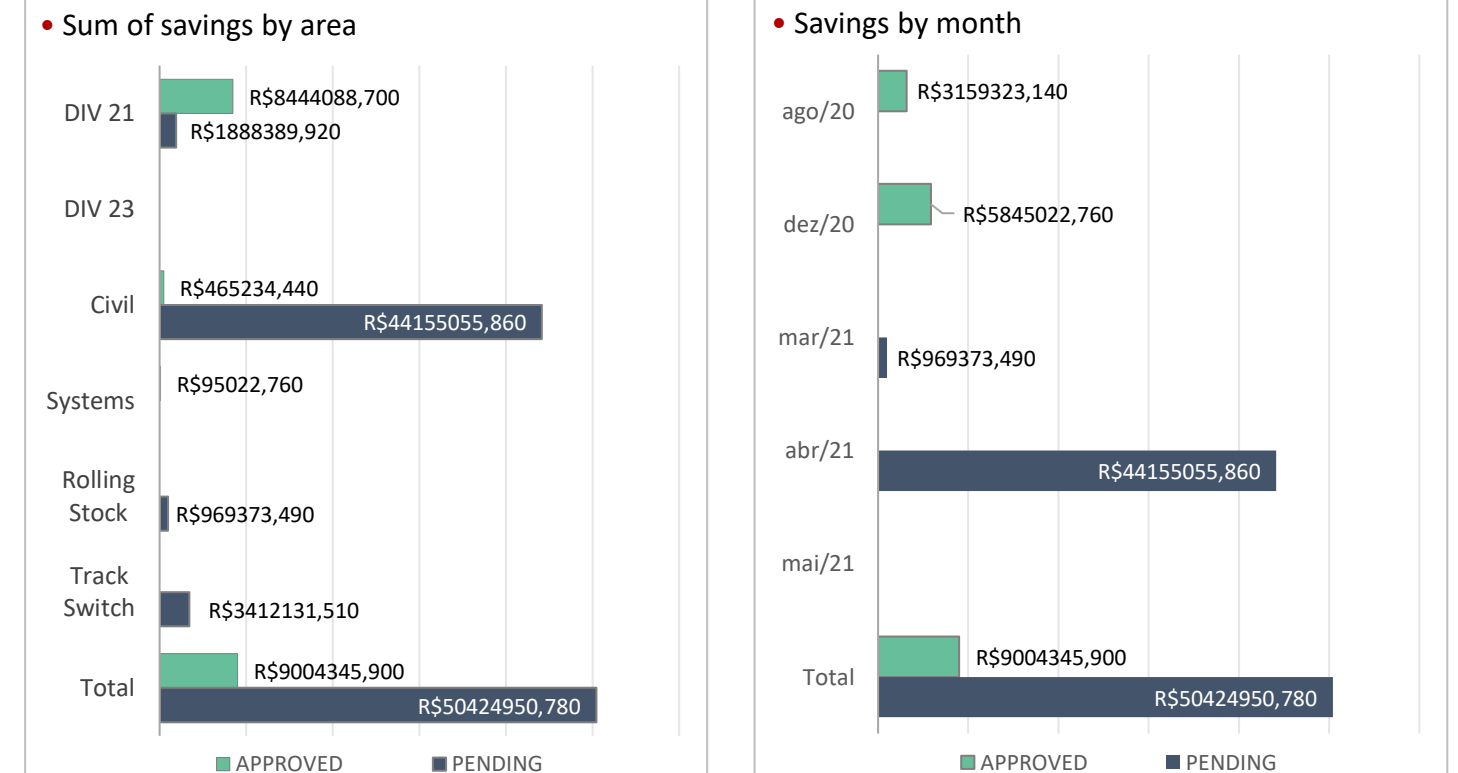 • Sum of savings by area
DIV 21
R$8444088,700
R$1888389,920
DIV 23
Civil
R$465234,440
R$44155055,860
Systems
R$95022,760
Rolling
Stock
R$969373,490
Track
Switch
R$3412131,510
Total
R$9004345,900
R$50424950,780
APPROVED
PENDING
• Savings by month
ago/20
R$3159323,140
dez/20
R$5845022,760
mar/21
R$969373,490
abr/21
R$44155055,860
mai/21
Total
R$9004345,900
R$50424950,780
APPROVED
PENDING